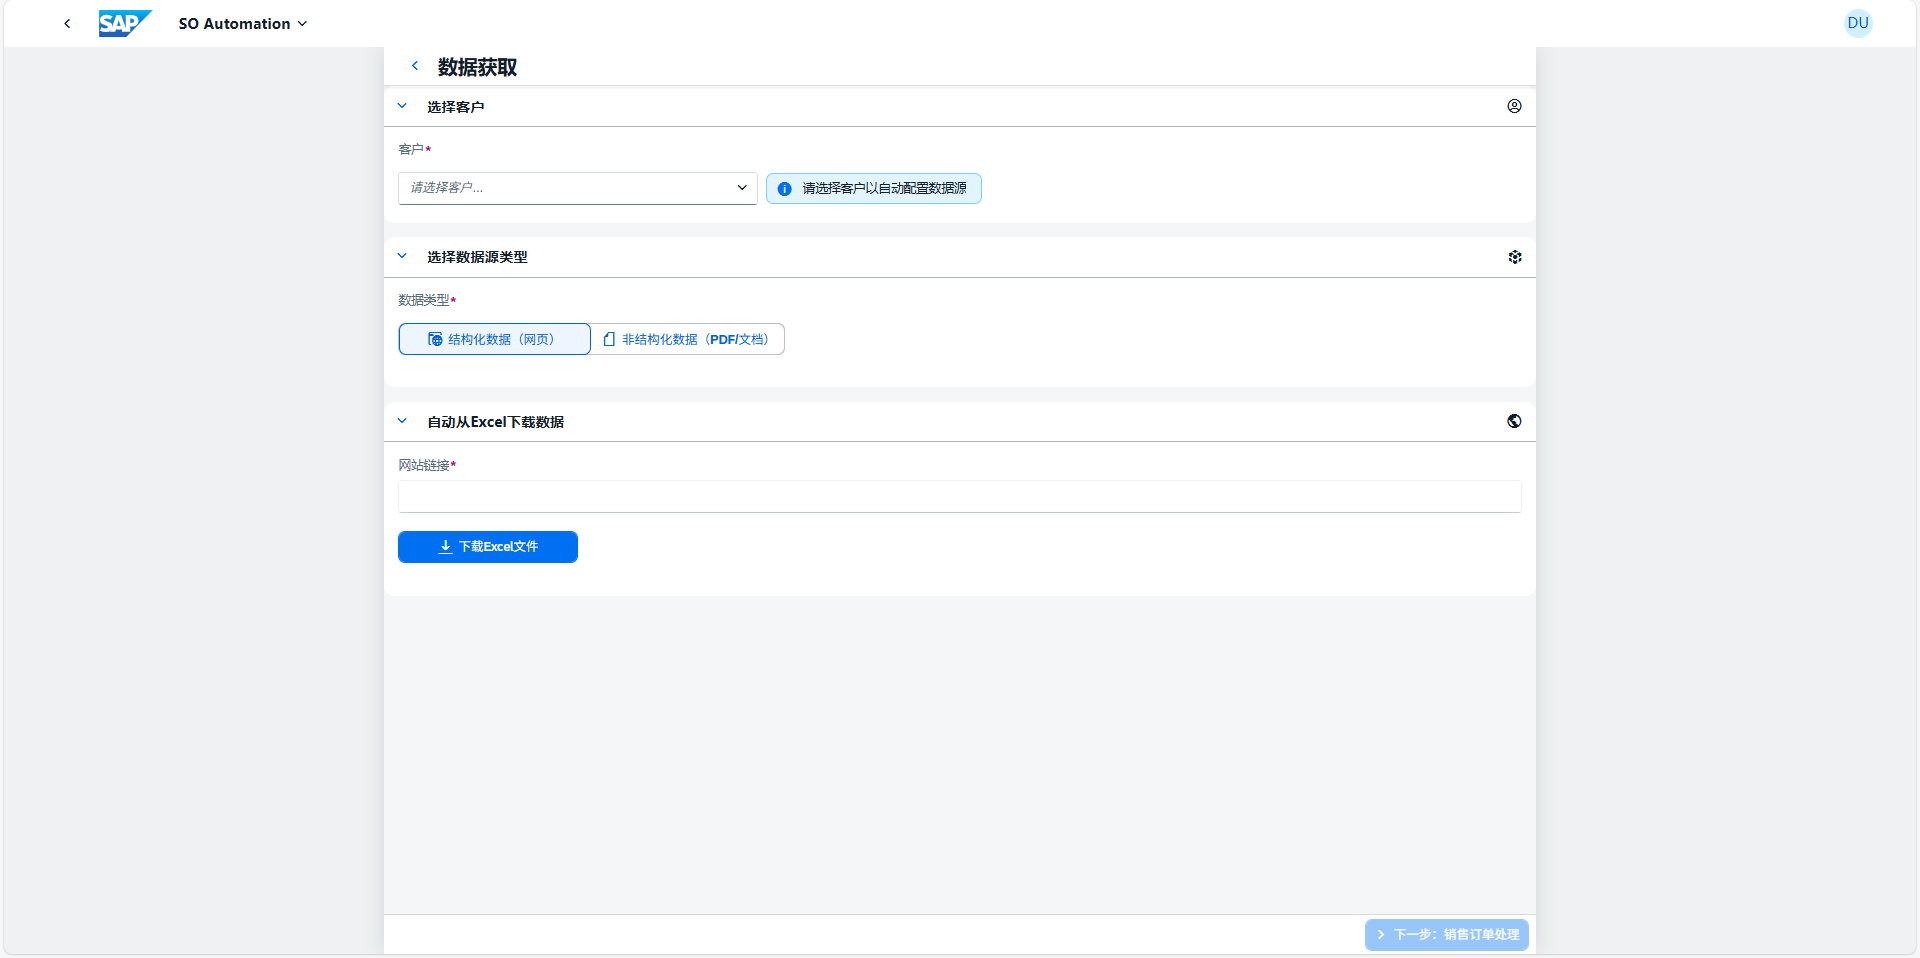 SAP SO Automation DU
数据获取
选择客户
客户*
请选择客户... 请选择客户以自动配置数据源
选择数据源类型
数据类型*
结构化数据（网页） 非结构化数据（PDF/文档）
自动从Excel下载数据
网站链接*
下载Excel文件
下一步：销售订单处理